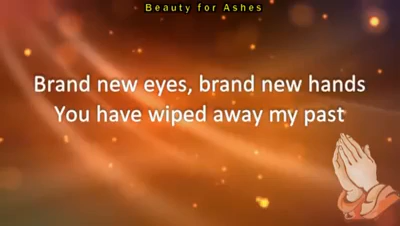 Beauty for Ashes
Brand new eyes, brand new hands
You have wiped away my past